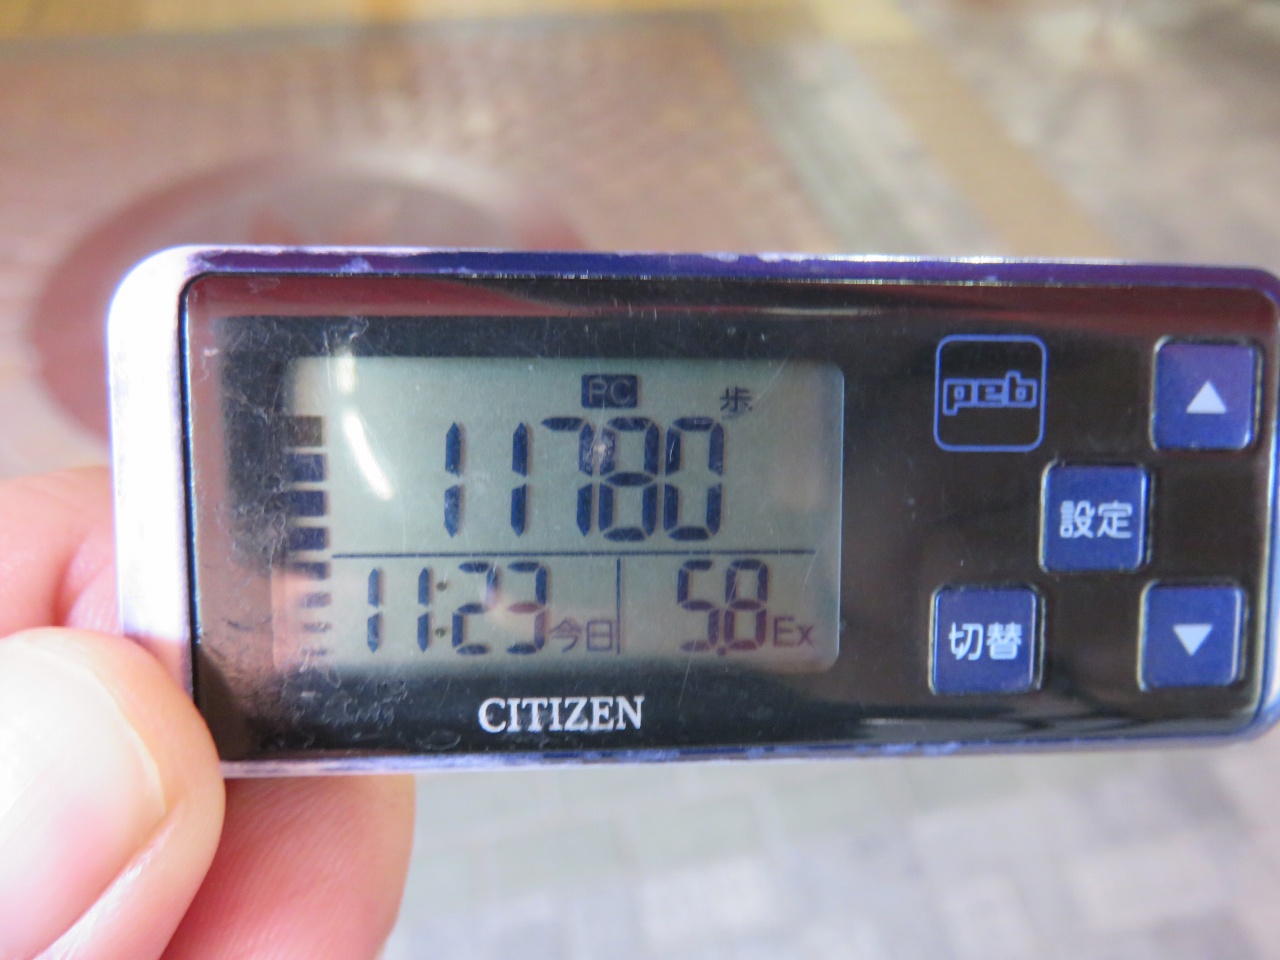 PC
歩
11780
11:23 今日 5.8 Ex
CITIZEN
peb
▲
設定
切替
▼